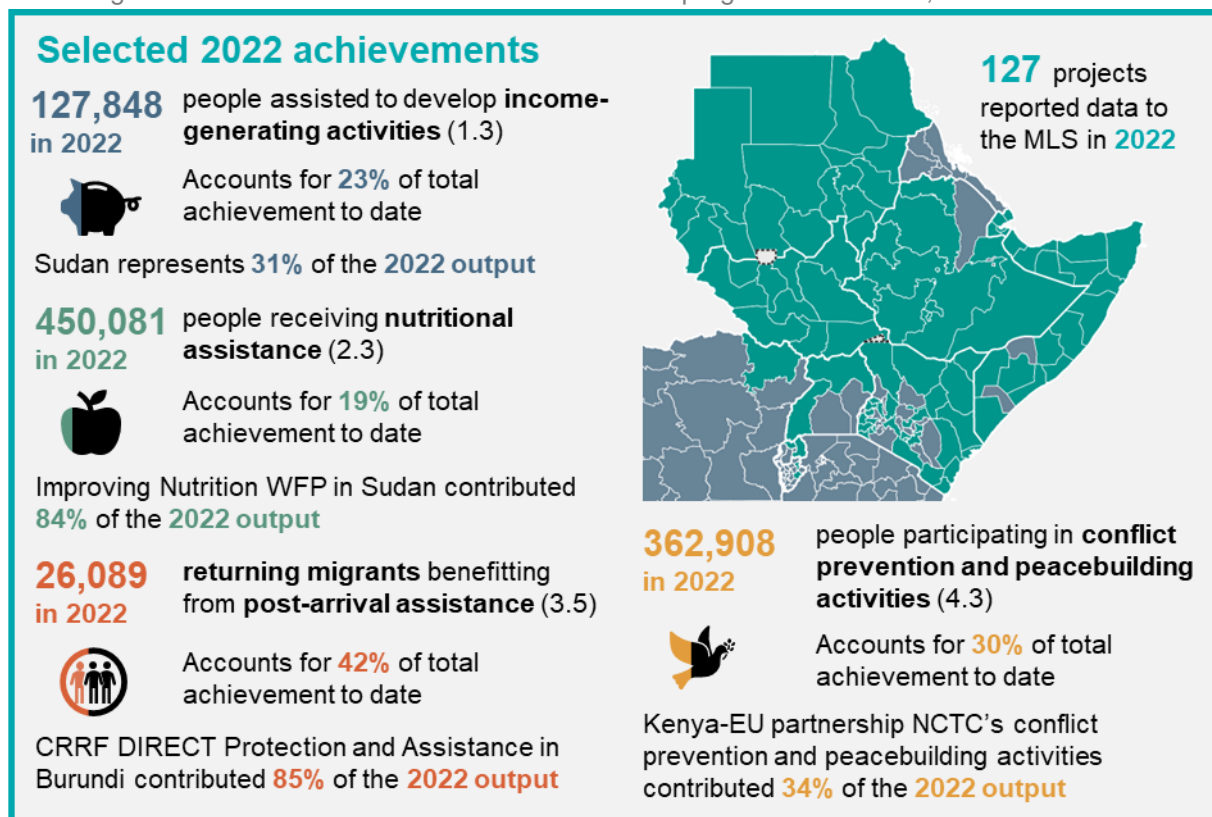 Selected 2022 achievements
127,848
in 2022
people assisted to develop income-
generating activities (1.3)
Accounts for 23% of total
achievement to date
Sudan represents 31% of the 2022 output
450,081
in 2022
people receiving nutritional
assistance (2.3)
Accounts for 19% of total
achievement to date
Improving Nutrition WFP in Sudan contributed
84% of the 2022 output
26,089
in 2022
returning migrants benefitting
from post-arrival assistance (3.5)
Accounts for 42% of total
achievement to date
CRRF DIRECT Protection and Assistance in
Burundi contributed 85% of the 2022 output
127 projects
reported data to
the MLS in 2022
362,908
in 2022
people participating in conflict
prevention and peacebuilding
activities (4.3)
Accounts for 30% of total
achievement to date
Kenya-EU partnership NCTC's conflict
prevention and peacebuilding activities
contributed 34% of the 2022 output